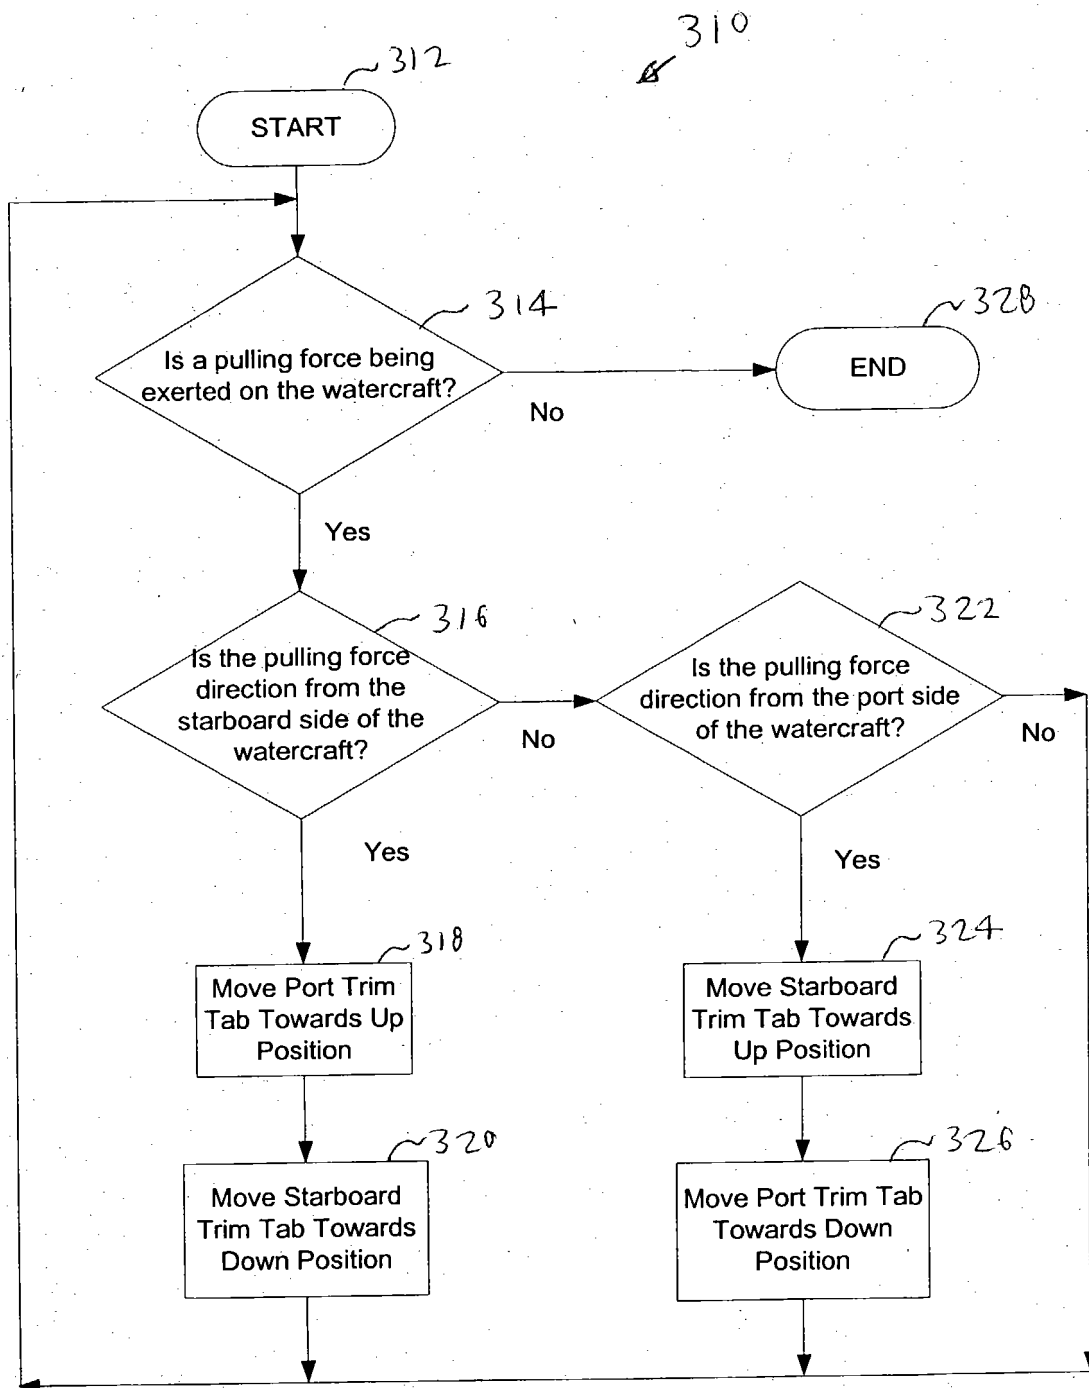 310
312
START
314
Is a pulling force being
exerted on the watercraft?
No
328
END
Yes
316
Is the pulling force
direction from the
starboard side of the
watercraft?
No
322
Is the pulling force
direction from the port side
of the watercraft?
No
Yes
Yes
318
Move Port Trim
Tab Towards Up
Position
324
Move Starboard
Trim Tab Towards
Up Position
320
Move Starboard
Trim Tab Towards
Down Position
326
Move Port Trim Tab
Towards Down
Position